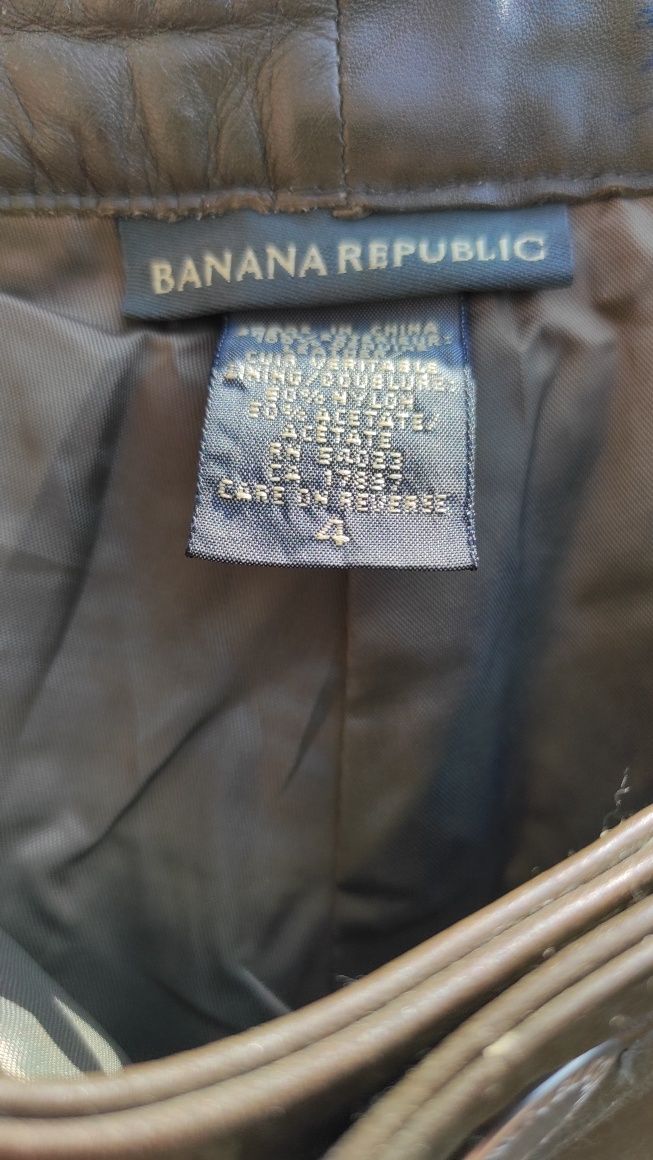 BANANA REPUBLIC
MADE IN CHINA
CUIR VERITABLE
LINING/DOUBLURE:
50% NYLON
50% ACETATE/
ACETATE
RN 54023
CA 17897
CARE ON REVERSE
4